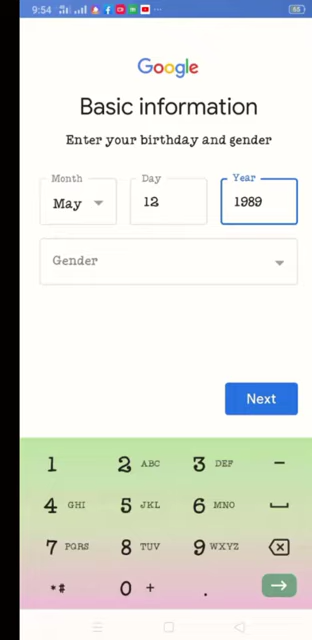 9:54
65
Google
Basic information
Enter your birthday and gender
Month Day Year
May 12 1989
Gender
Next
1 2 ABC 3 DEF −
4 GHI 5 JKL 6 MNO
7 PQRS 8 TUV 9 WXYZ
*# 0 + .